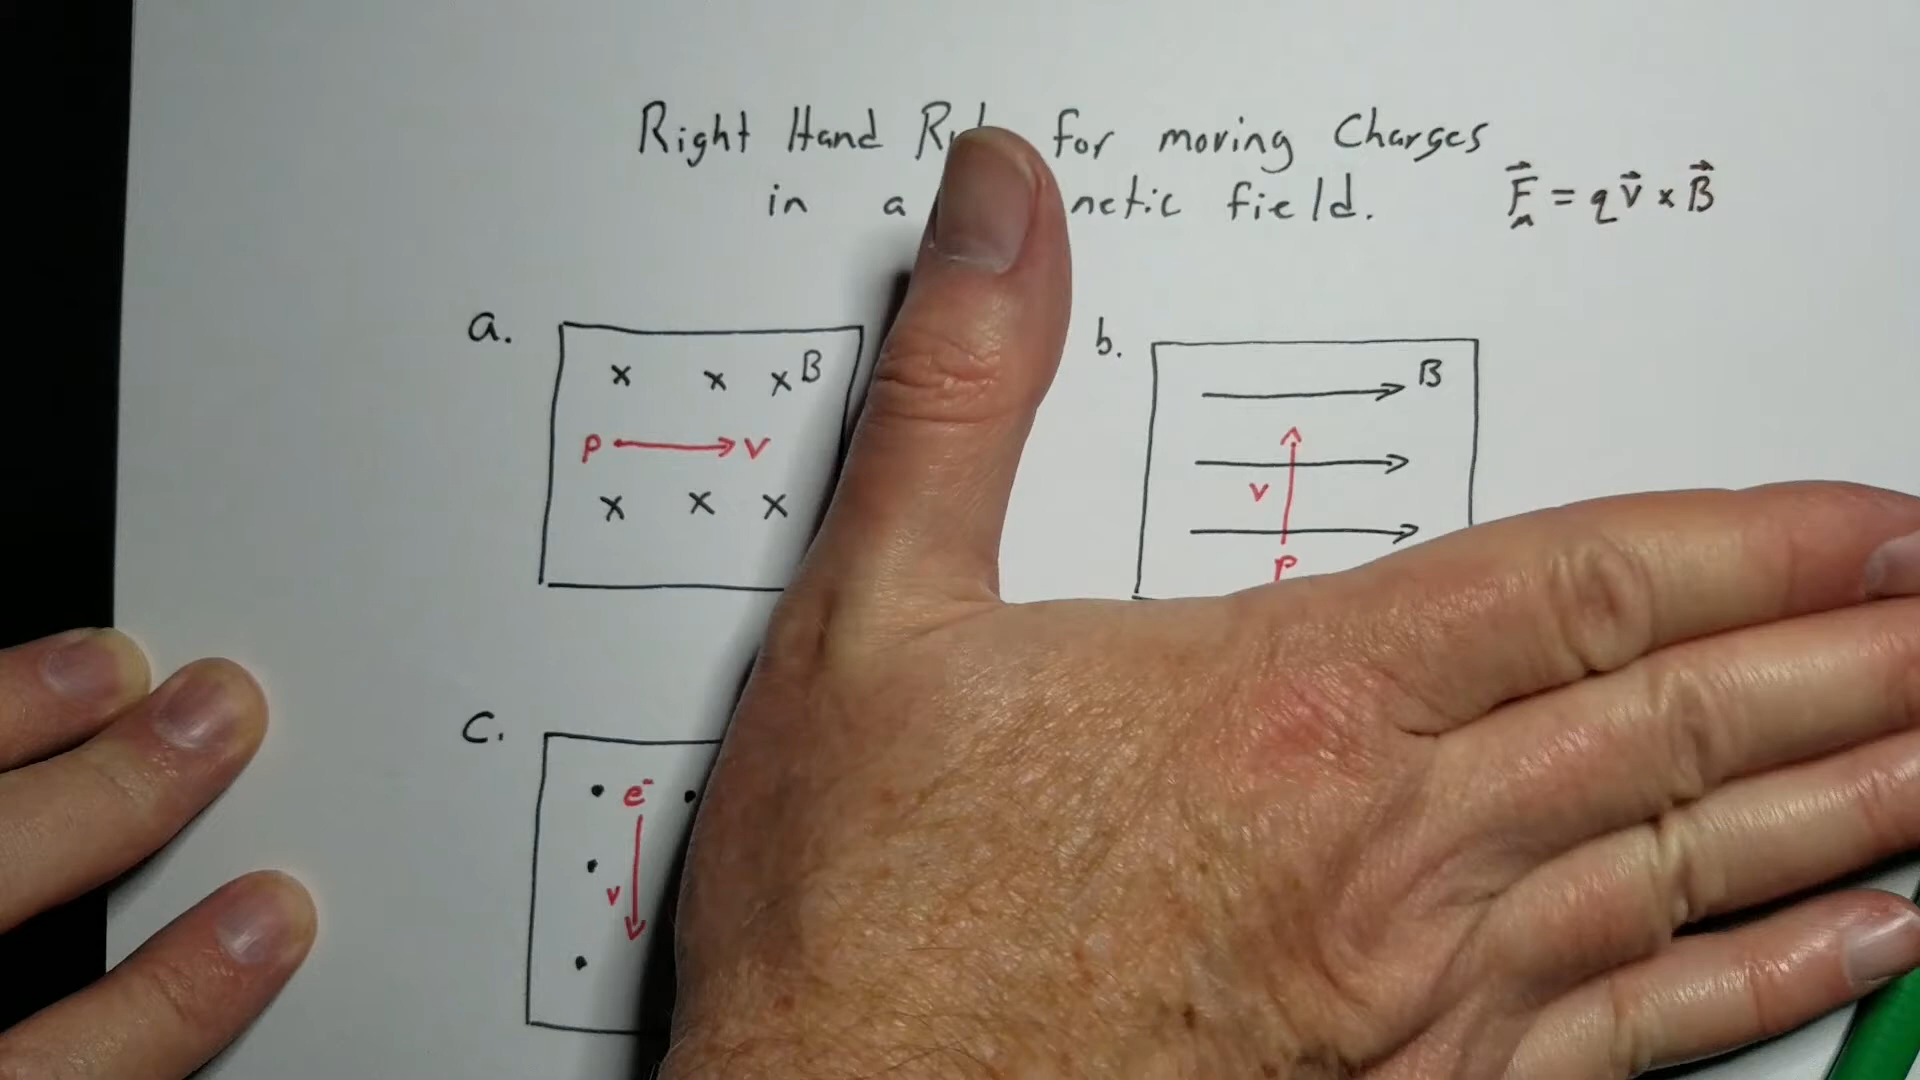 Right Hand for moving Charges
in a field.
F = qv x B
a.
x x x B
p v
x x x
b.
B
v
p
c.
e-
v